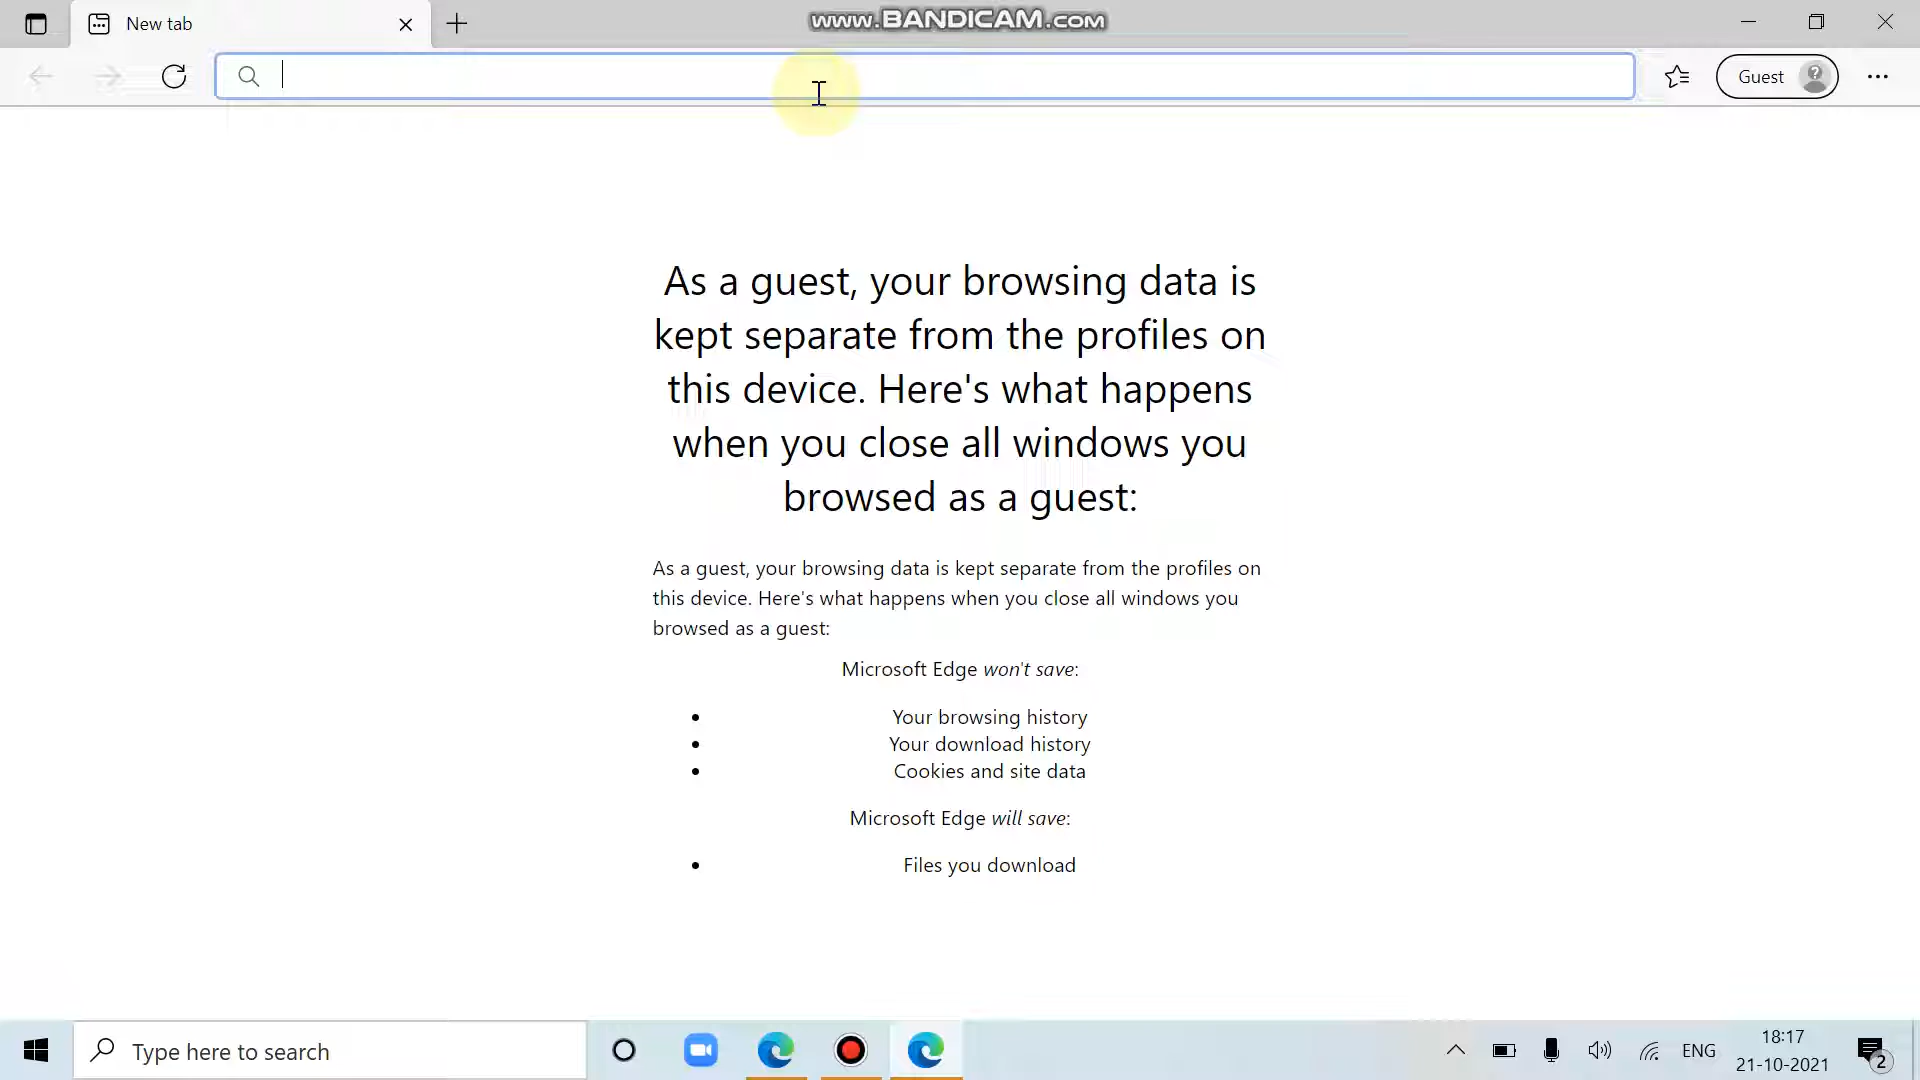 New tab
www.BANDICAM.com
Guest
As a guest, your browsing data is
kept separate from the profiles on
this device. Here's what happens
when you close all windows you
browsed as a guest:
As a guest, your browsing data is kept separate from the profiles on
this device. Here's what happens when you close all windows you
browsed as a guest:
Microsoft Edge won't save:
• Your browsing history
• Your download history
• Cookies and site data
Microsoft Edge will save:
• Files you download
Type here to search
ENG
18:17
21-10-2021
2